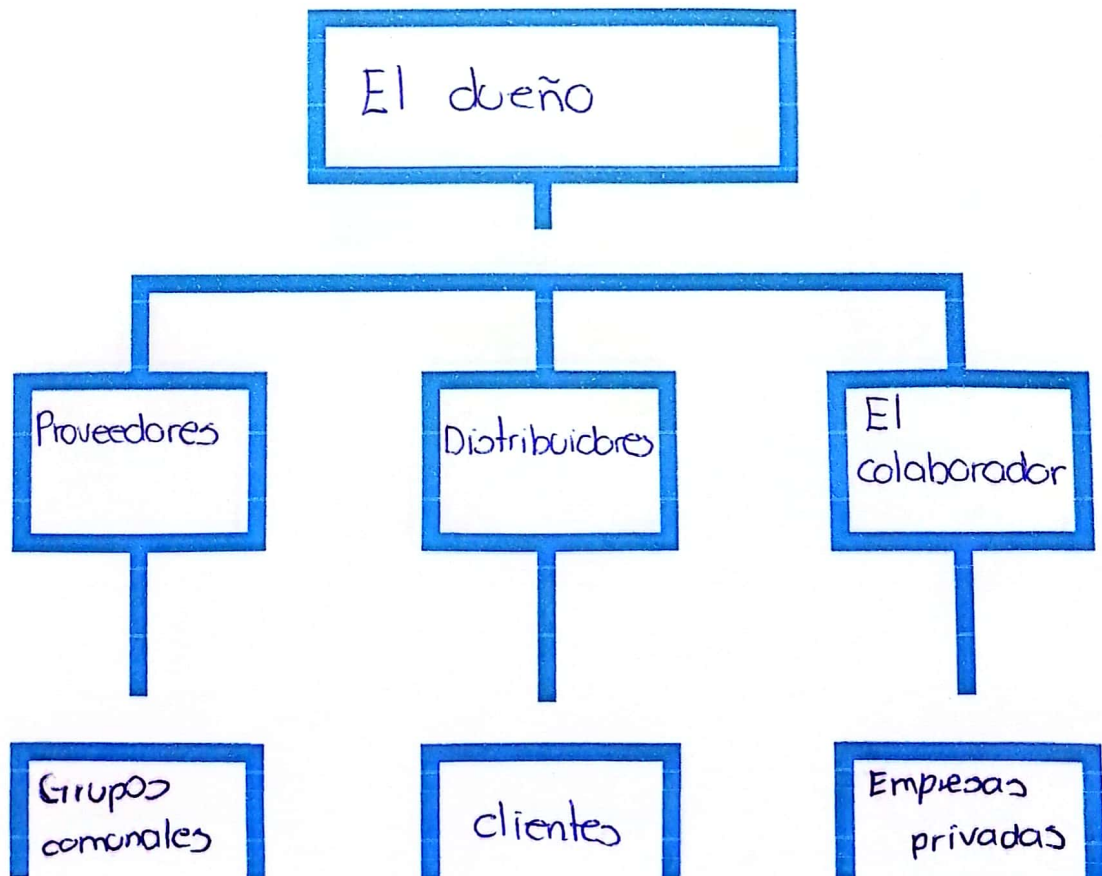 El dueño
Proveedores
Distribuidores
El
colaborador
Grupos
comunales
clientes
Empresas
privadas